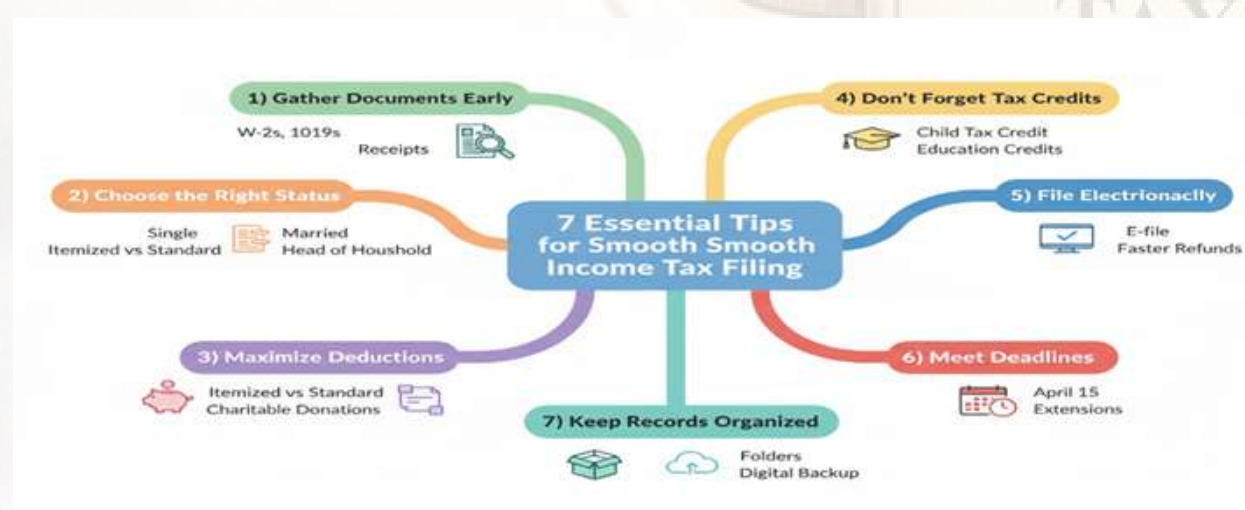 TAX
7 Essential Tips
for Smooth Smooth
Income Tax Filing
1) Gather Documents Early
W-2s, 1019s
Receipts
2) Choose the Right Status
Single
Itemized vs Standard
Married
Head of Houshold
3) Maximize Deductions
Itemized vs Standard
Charitable Donations
4) Don't Forget Tax Credits
Child Tax Credit
Education Credits
5) File Electrionaclly
E-file
Faster Refunds
6) Meet Deadlines
April 15
Extensions
7) Keep Records Organized
Folders
Digital Backup